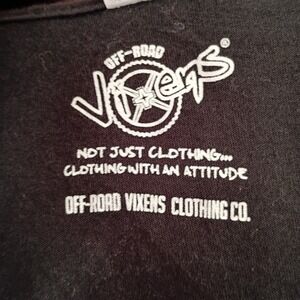 OFF-ROAD
Vixens®
NOT JUST CLOTHING...
CLOTHING WITH AN ATTITUDE
OFF-ROAD VIXENS CLOTHING CO.